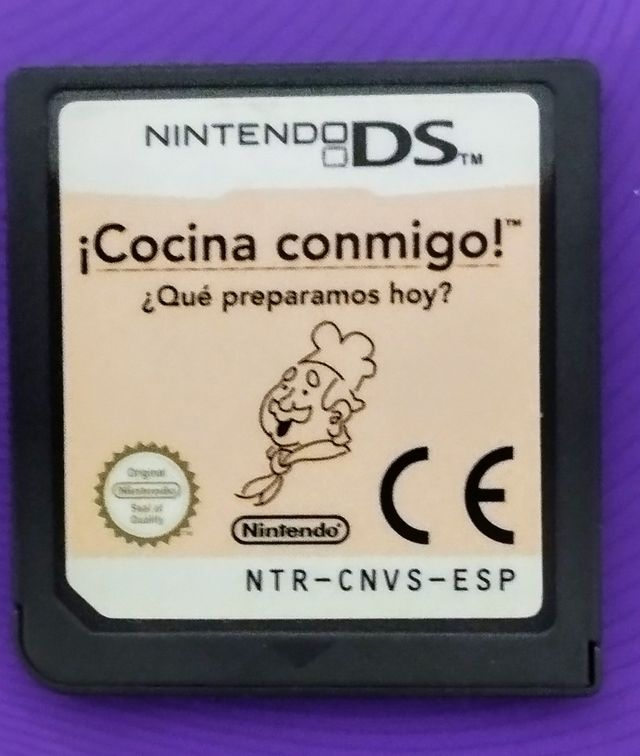 NINTENDO DS™
¡Cocina conmigo!™
¿Qué preparamos hoy?
Original
Nintendo
Seal of
Quality
Nintendo®
CE
NTR-CNVS-ESP